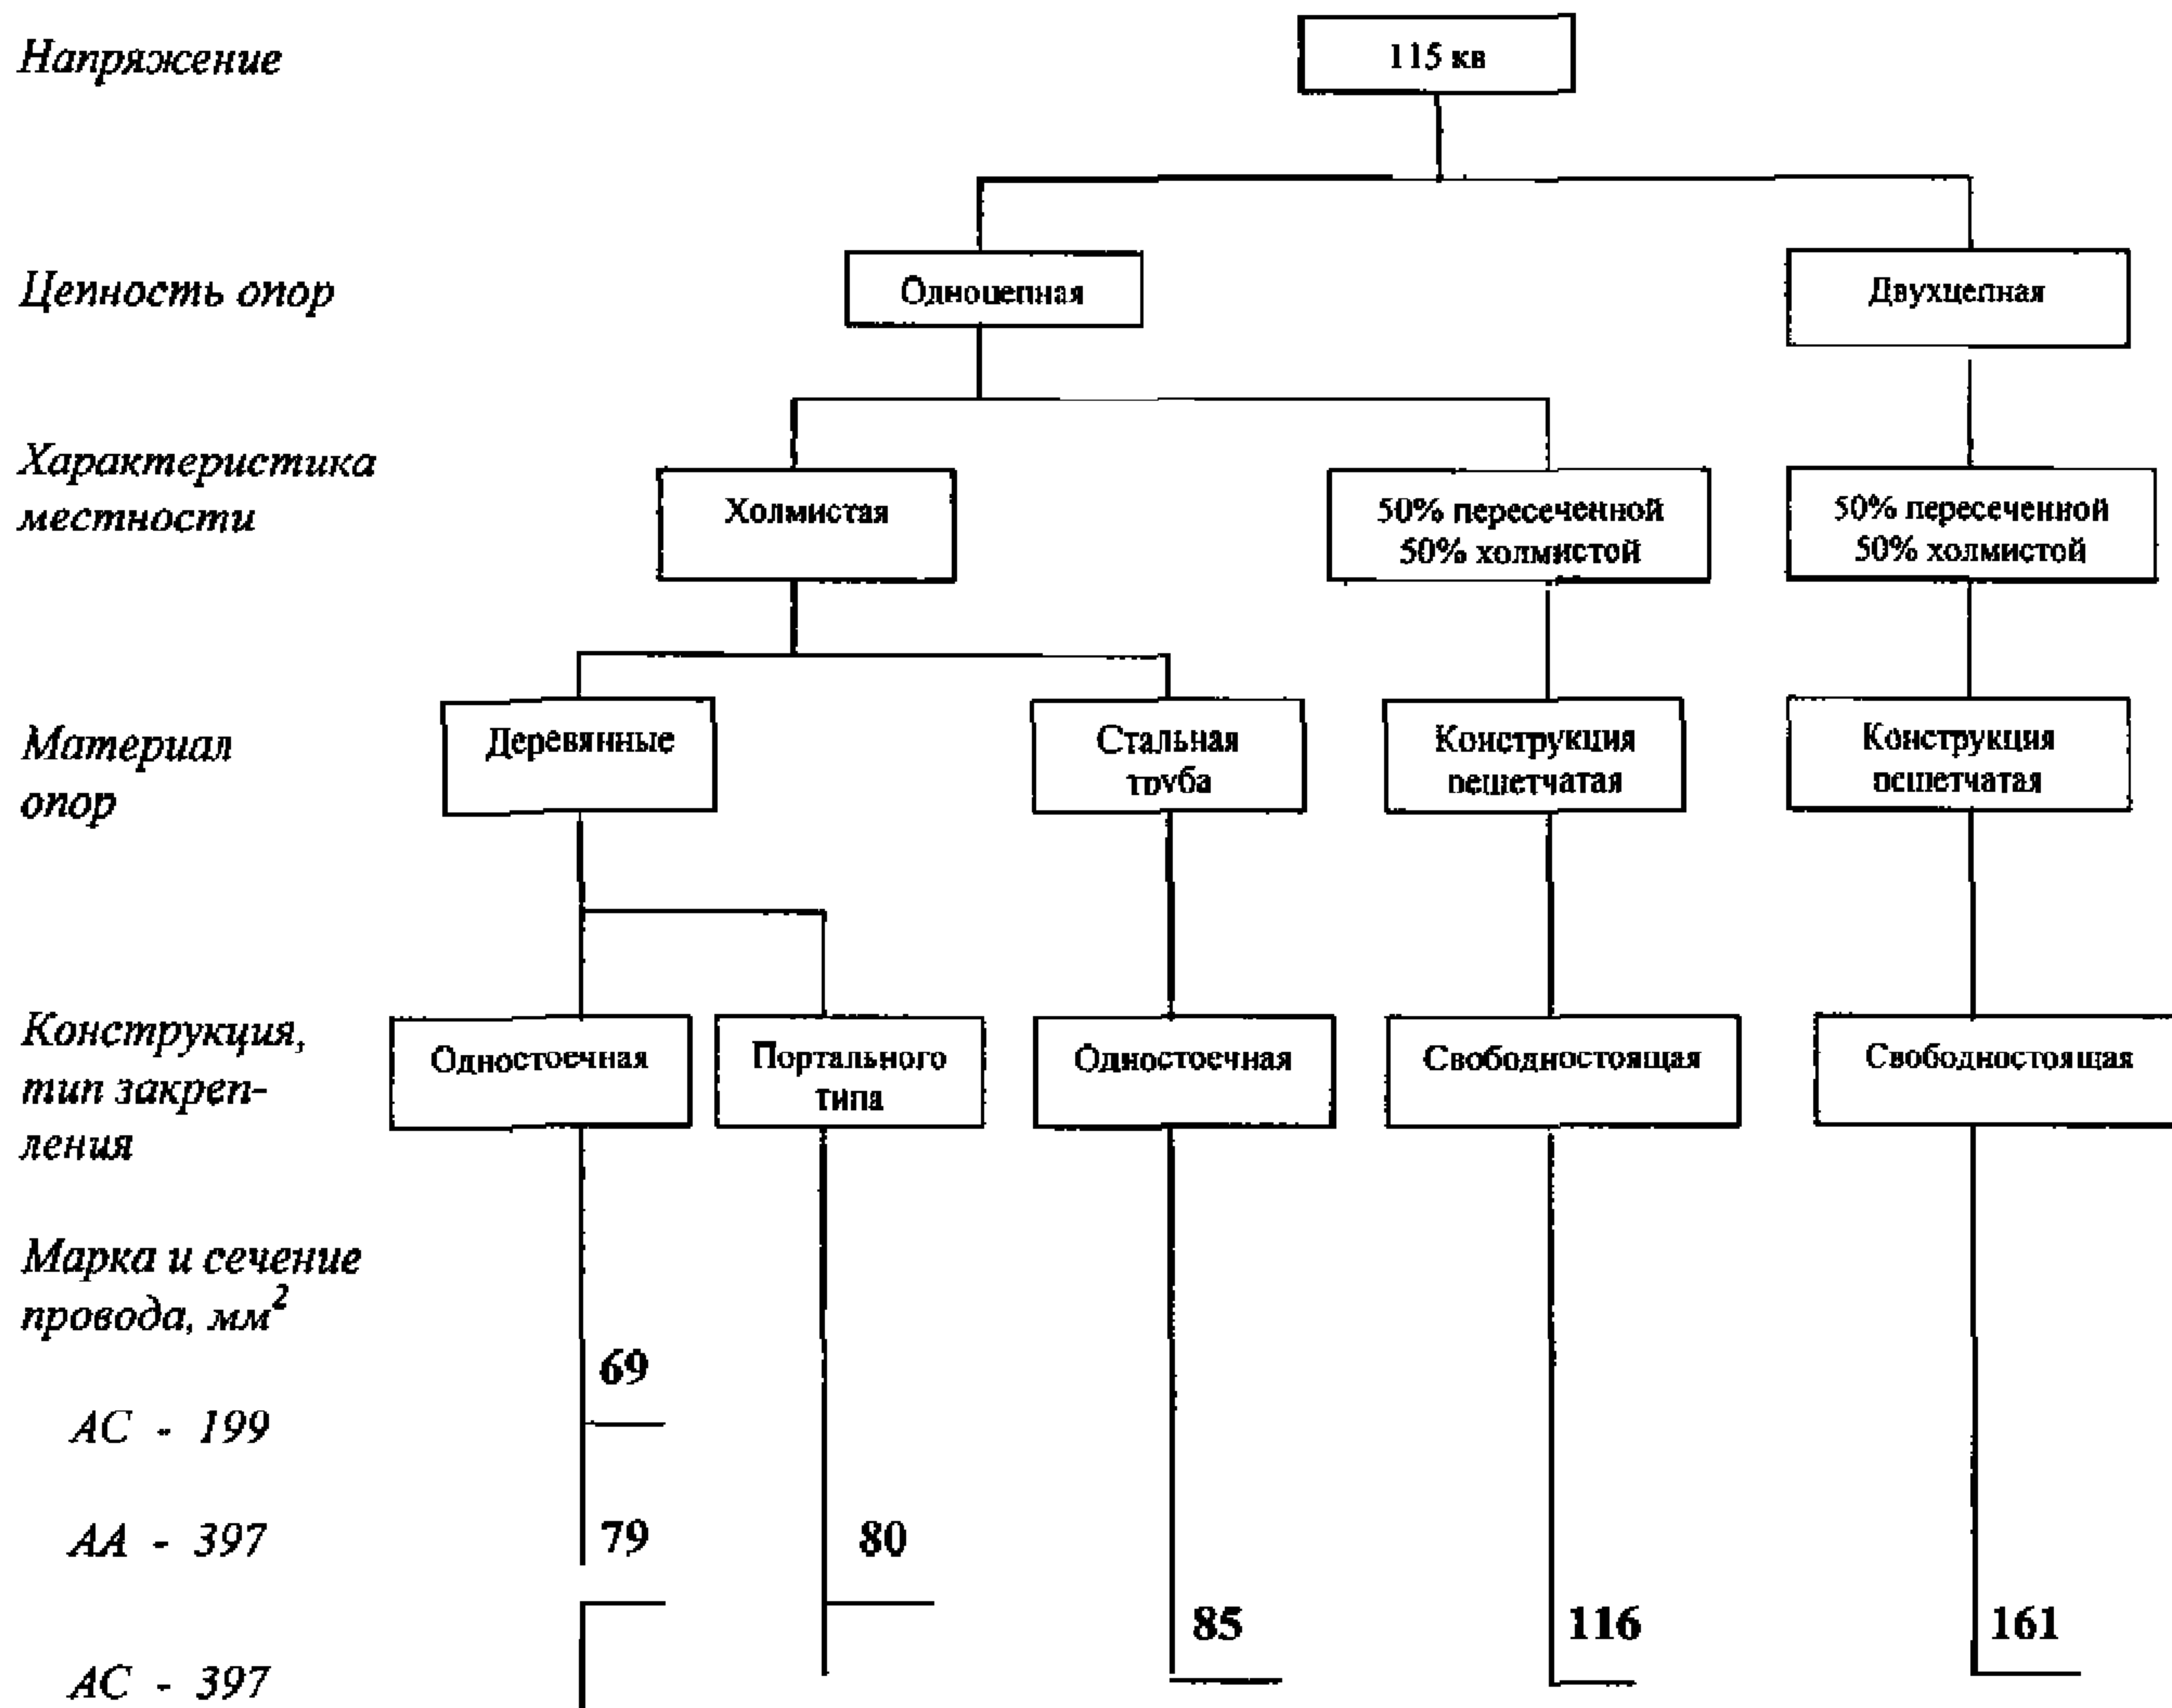 Напряжение
115 кв
Цепность опор
Одноцепная
Двухцепная
Характеристика
местности
Холмистая
50% пересеченной
50% холмистой
50% пересеченной
50% холмистой
Материал
опор
Деревянные
Стальная
труба
Конструкция
решетчатая
Конструкция
решетчатая
Конструкция,
тип закреп-
ления
Одностоечная
Портального
типа
Одностоечная
Свободностоящая
Свободностоящая
Марка и сечение
провода, мм²
69
АС - 199
АА - 397
79
80
85
116
161
АС - 397